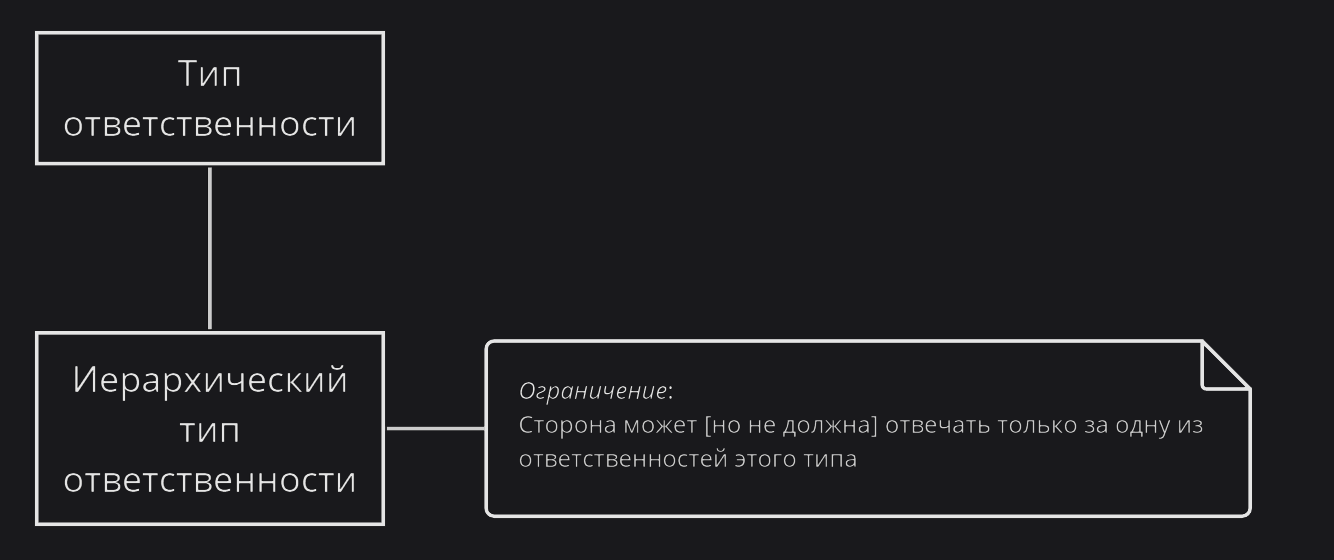 Тип
ответственности
Иерархический
тип
ответственности
Ограничение:
Сторона может [но не должна] отвечать только за одну из
ответственностей этого типа